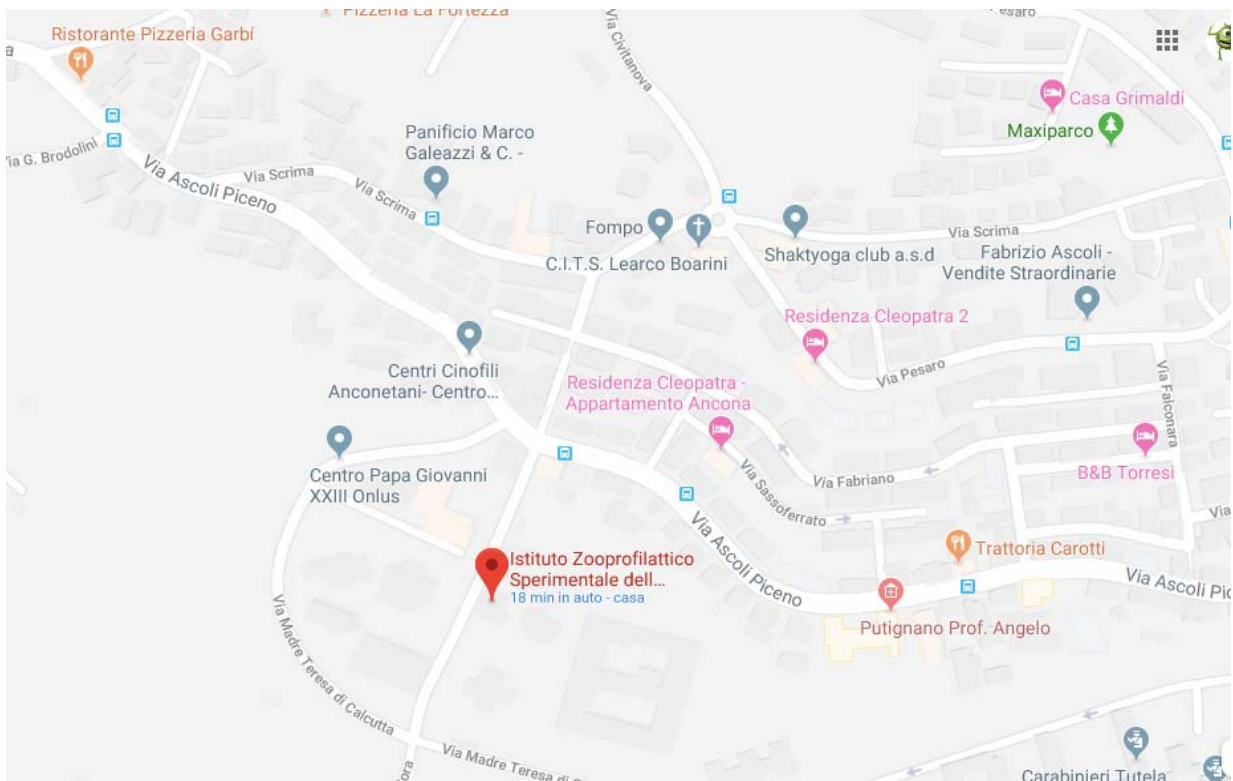 Pizzeria La Fortezza
Ristorante Pizzeria Garbí
Via Civitanova
Pesaro
Casa Grimaldi
Maxiparco
Via G. Brodolini
Panificio Marco
Galeazzi & C. -
Via Ascoli Piceno
Via Scrima
Via Scrima
Fompo
C.I.T.S. Learco Boarini
Shaktyoga club a.s.d
Via Scrima
Fabrizio Ascoli -
Vendite Straordinarie
Residenza Cleopatra 2
Centri Cinofili
Anconetani- Centro...
Residenza Cleopatra -
Appartamento Ancona
Via Pesaro
Via Falconara
Centro Papa Giovanni
XXIII Onlus
Via Fabriano
B&B Torresi
Via Sassoferrato
Via
Via Ascoli Piceno
Trattoria Carotti
Istituto Zooprofilattico
Sperimentale dell...
18 min in auto - casa
Via Ascoli Pic
Putignano Prof. Angelo
Via Madre Teresa di Calcutta
Via Madre Teresa di C
Carabinieri Tutela